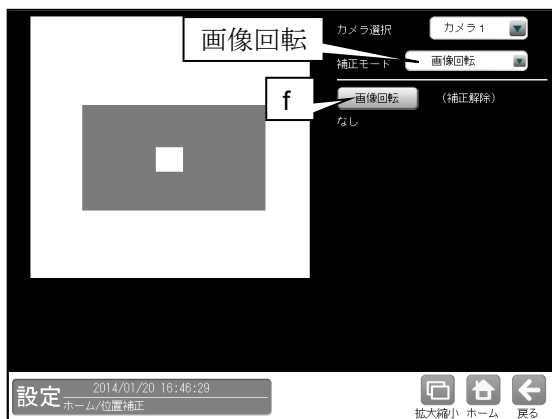 カメラ選択
カメラ1
画像回転
補正モード
画像回転
f
画像回転
(補正解除)
なし
設定
2014/01/20 16:46:29
ホーム/位置補正
拡大縮小
ホーム
戻る